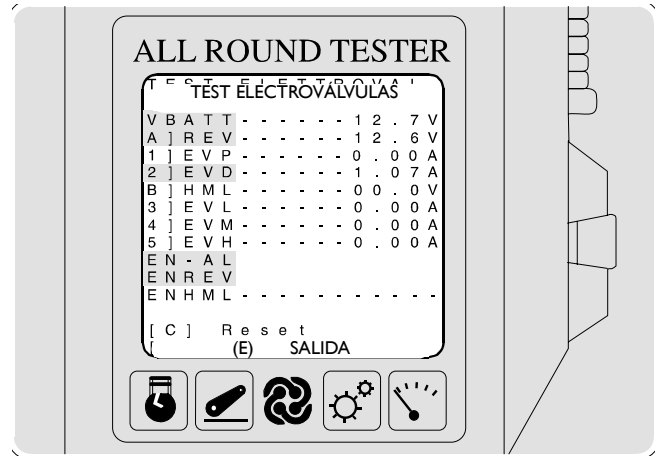 ALL ROUND TESTER
TEST ELECTROVÁLVULAS
VBATT------12.7V
A]REV------12.6V
1]EVP------0.00A
2]EVD------1.07A
B]HML------00.0V
3]EVL------0.00A
4]EVM------0.00A
5]EVH------0.00A
EN-AL
ENREV
ENHML-----------
[C] Reset
[ (E) SALIDA